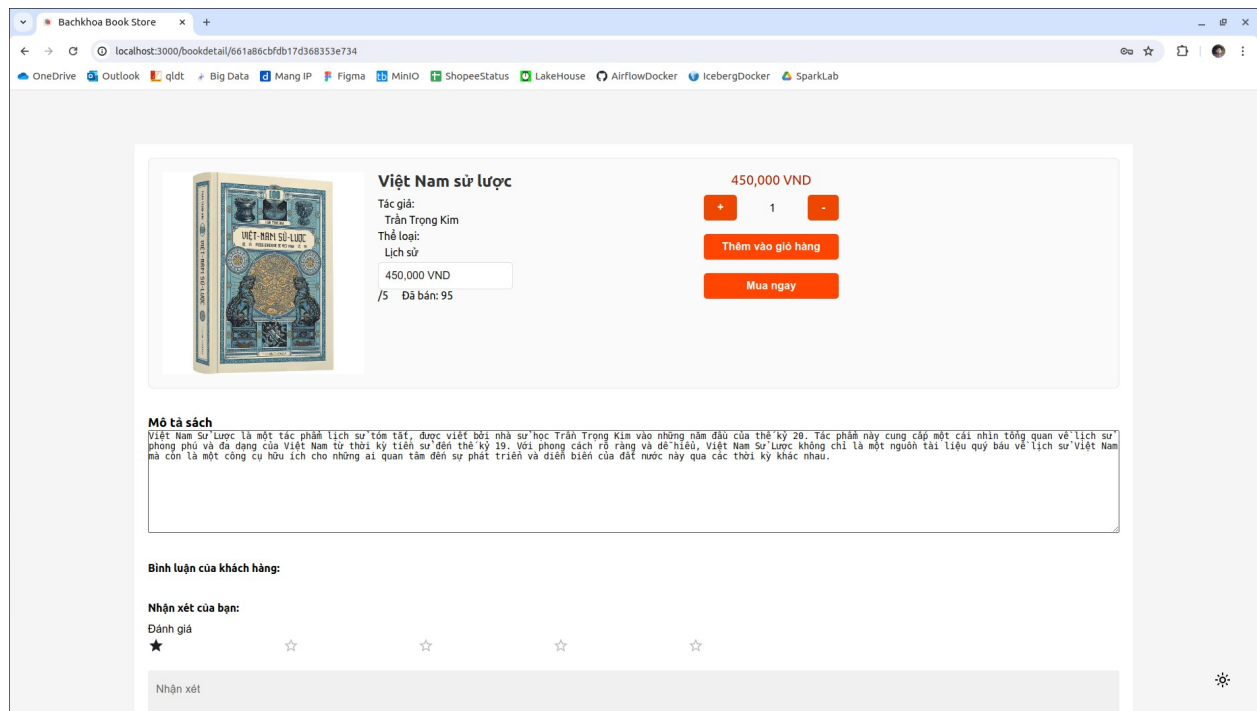 Bachkhoa Book Store
localhost:3000/bookdetail/661a86cbfdb17d368353e734
OneDrive Outlook qldt Big Data Mang IP Figma MinIO ShopeeStatus LakeHouse AirflowDocker IcebergDocker SparkLab
VIỆT-NAM SỬ-LƯỢC
Việt Nam sử lược
Tác giả:
Trần Trọng Kim
Thể loại:
Lịch sử
450,000 VND
/5 Đã bán: 95
450,000 VND
+ 1 -
Thêm vào giỏ hàng
Mua ngay
Mô tả sách
Việt Nam Sử Lược là một tác phẩm lịch sử tóm tắt, được viết bởi nhà sử học Trần Trọng Kim vào những năm đầu của thế kỷ 20. Tác phẩm này cung cấp một cái nhìn tổng quan về lịch sử
phong phú và đa dạng của Việt Nam từ thời kỳ tiền sử đến thế kỷ 19. Với phong cách rõ ràng và dễ hiểu, Việt Nam Sử Lược không chỉ là một nguồn tài liệu quý báu về lịch sử Việt Nam
mà còn là một công cụ hữu ích cho những ai quan tâm đến sự phát triển và diễn biến của đất nước này qua các thời kỳ khác nhau.
Bình luận của khách hàng:
Nhận xét của bạn:
Đánh giá
Nhận xét